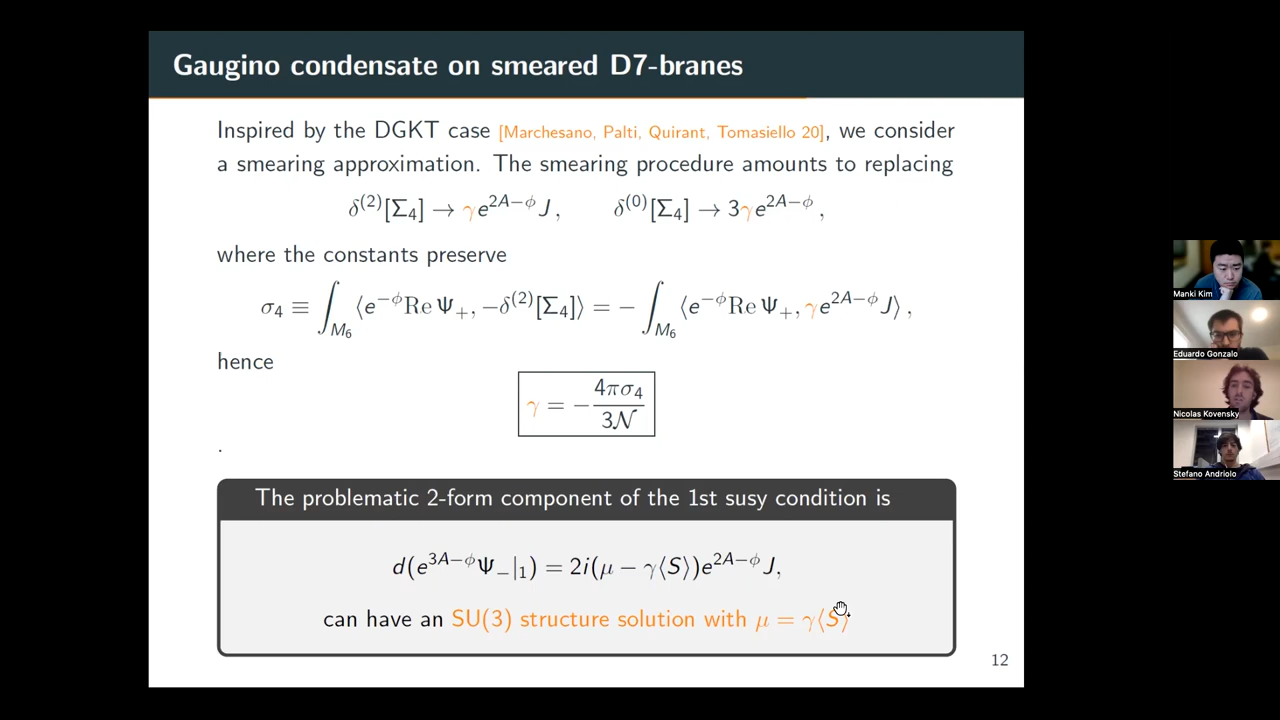 Gaugino condensate on smeared D7-branes
Inspired by the DGKT case [Marchesano, Palti, Quirant, Tomasiello 20], we consider
a smearing approximation. The smearing procedure amounts to replacing
δ^{(2)}[Σ_4] → γe^{2A−ϕ}J,    δ^{(0)}[Σ_4] → 3γe^{2A−ϕ},
where the constants preserve
σ_4 ≡ ∫_{M_6} ⟨e^{−ϕ}Re Ψ_+, −δ^{(2)}[Σ_4]⟩ = − ∫_{M_6} ⟨e^{−ϕ}Re Ψ_+, γe^{2A−ϕ}J⟩,
hence
γ = − 4πσ_4 / 3𝒩
.
The problematic 2-form component of the 1st susy condition is
d(e^{3A−ϕ}Ψ_−|_1) = 2i(μ − γ⟨S⟩)e^{2A−ϕ}J,
can have an SU(3) structure solution with μ = γ⟨S⟩
12
Manki Kim
Eduardo Gonzalo
Nicolas Kovensky
Stefano Andriolo